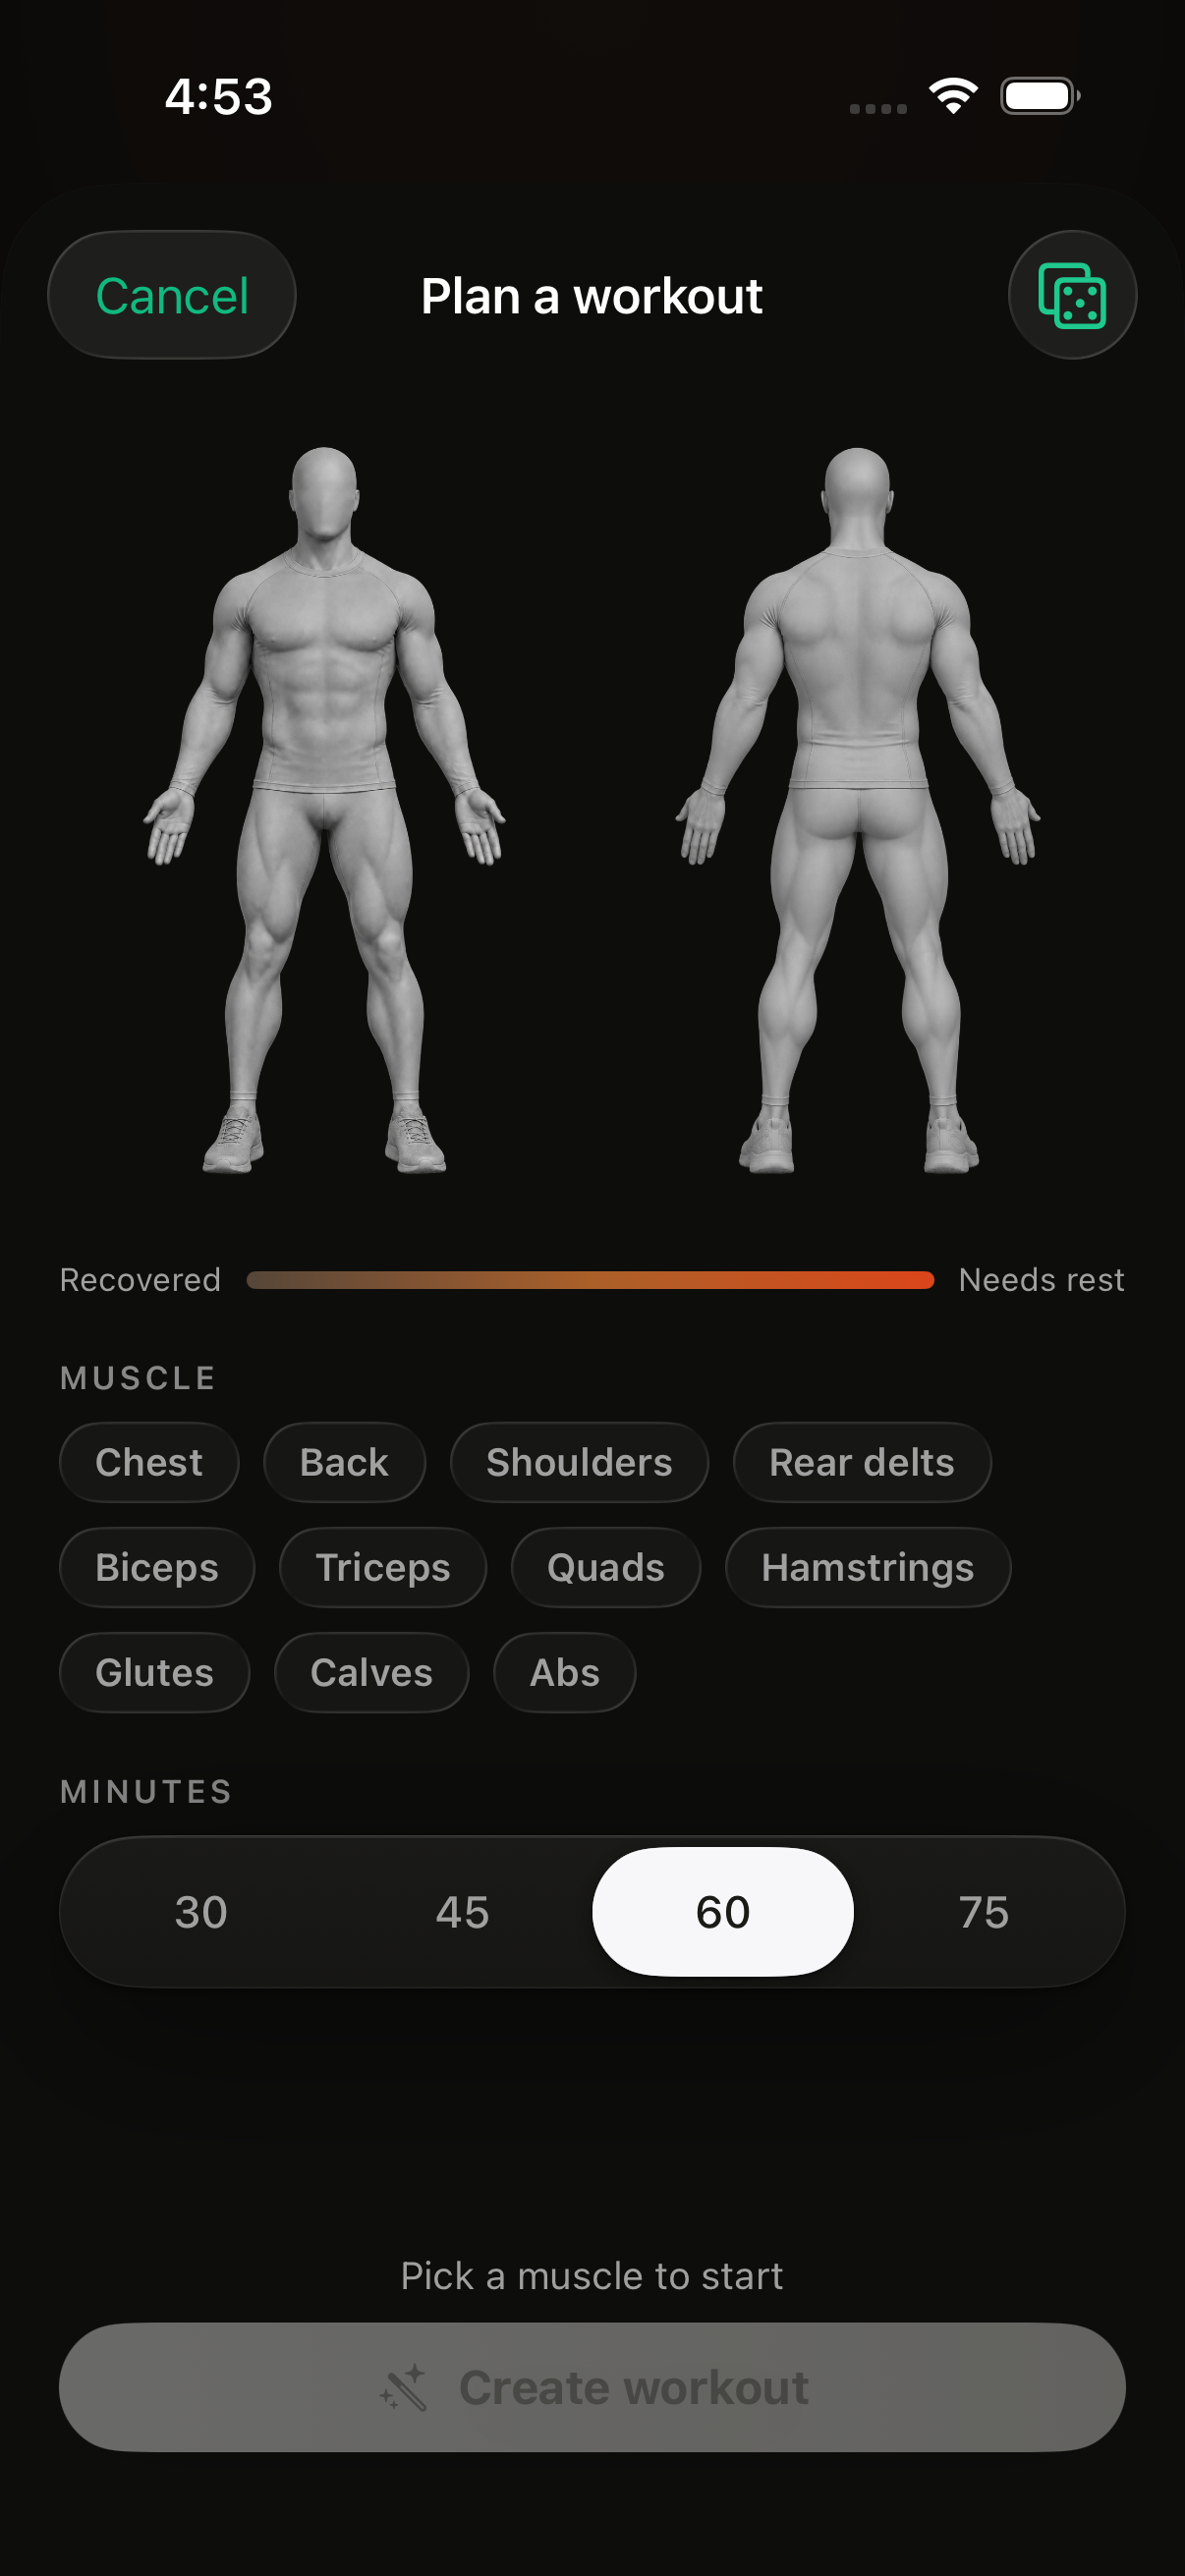 4:53
Cancel
Plan a workout
Recovered
Needs rest
MUSCLE
Chest Back Shoulders Rear delts
Biceps Triceps Quads Hamstrings
Glutes Calves Abs
MINUTES
30 45 60 75
Pick a muscle to start
Create workout